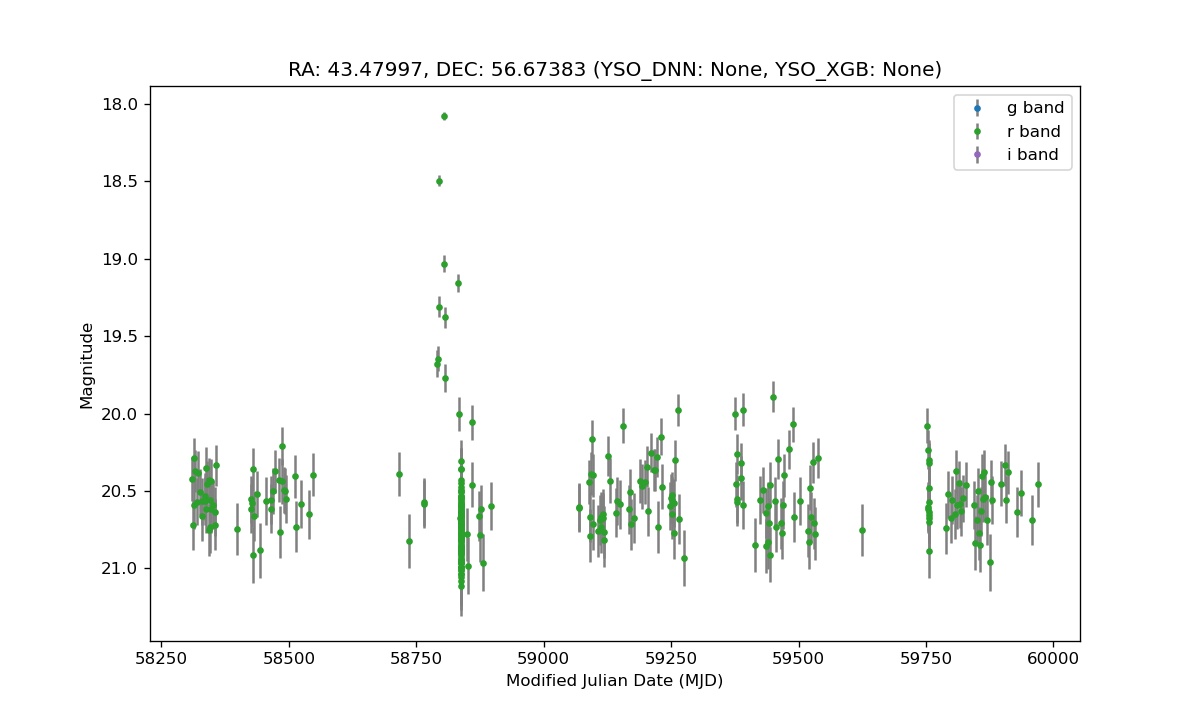 RA: 43.47997, DEC: 56.67383 (YSO_DNN: None, YSO_XGB: None)
g band
r band
i band
18.0
18.5
19.0
19.5
20.0
20.5
21.0
Magnitude
58250 58500 58750 59000 59250 59500 59750 60000
Modified Julian Date (MJD)